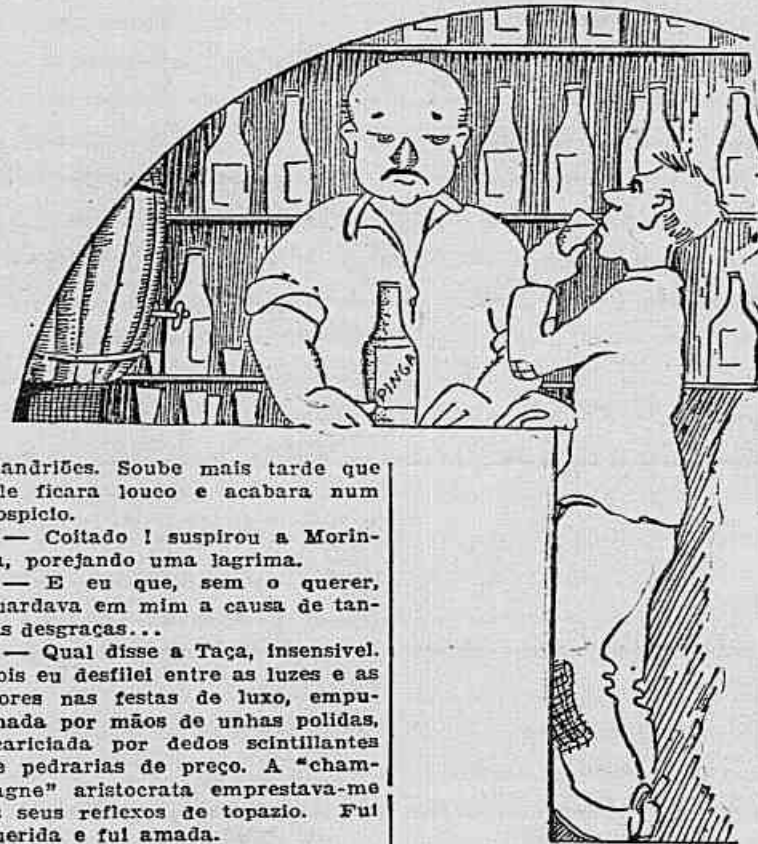 PINGA
andriões. Soube mais tarde que
le ficara louco e acabara num
ospicio.
— Coitado ! suspirou a Morin-
a, porejando uma lagrima.
— E eu que, sem o querer,
uardava em mim a causa de tan-
as desgraças...
— Qual disse a Taça, insensivel.
ois eu desfilei entre as luzes e as
ores nas festas de luxo, empu-
nada por mãos de unhas polidas,
cariciada por dedos scintillantes
e pedrarias de preço. A “cham-
agne” aristocrata emprestava-me
s seus reflexos de topazio. Fui
uerida e fui amada.